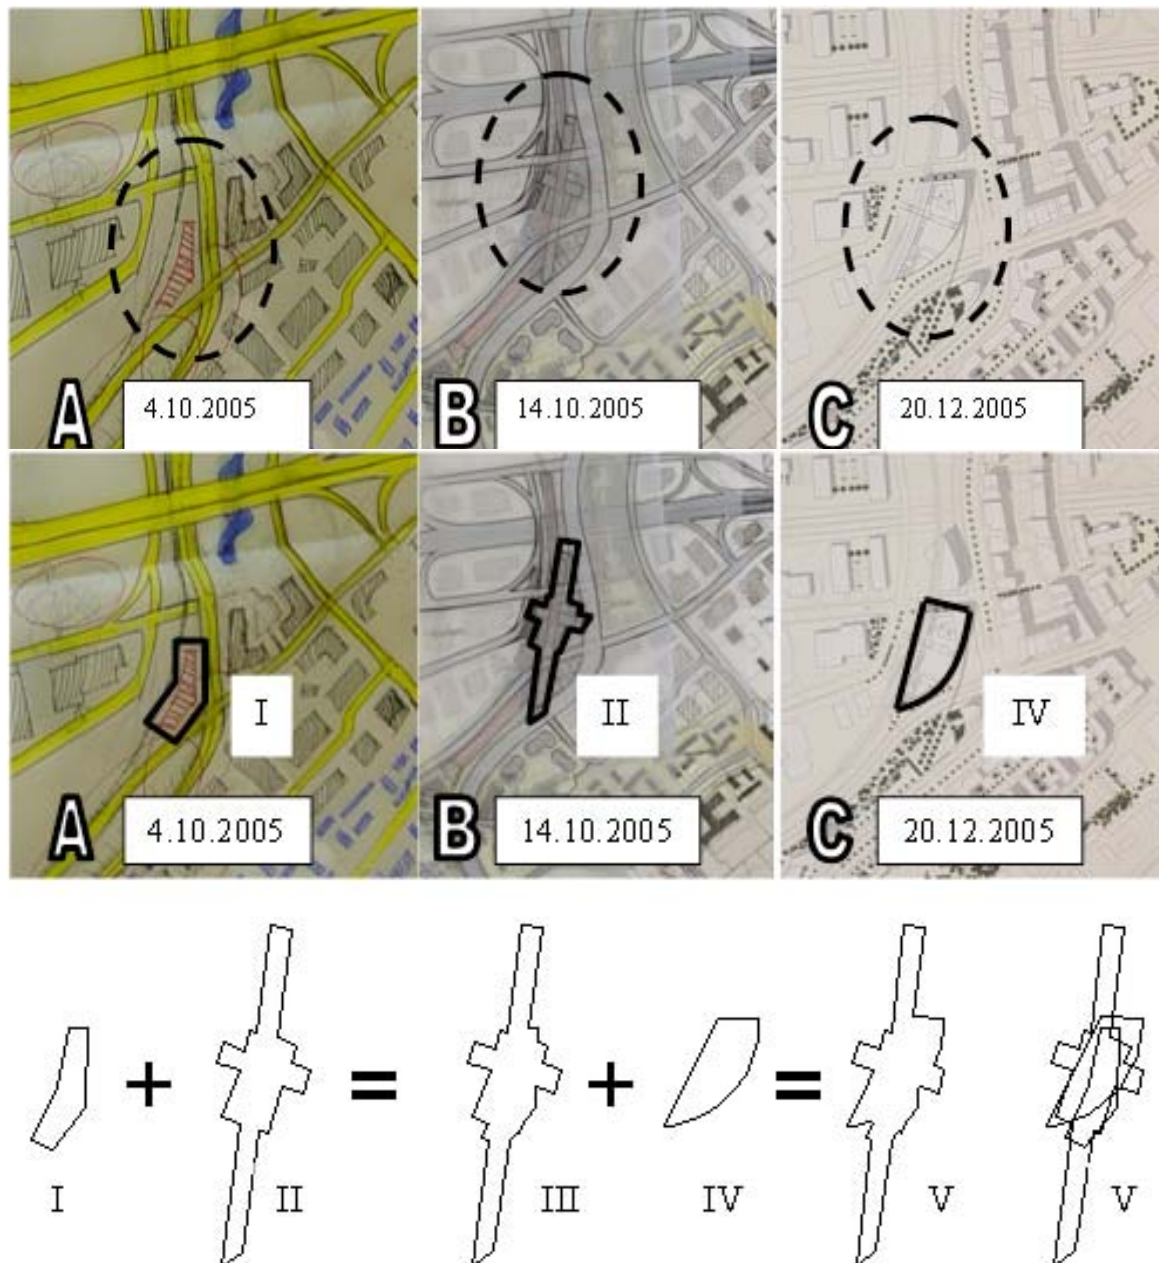 A 4.10.2005
B 14.10.2005
C 20.12.2005
I
II
IV
A 4.10.2005
B 14.10.2005
C 20.12.2005
+ = + =
I II III IV V V